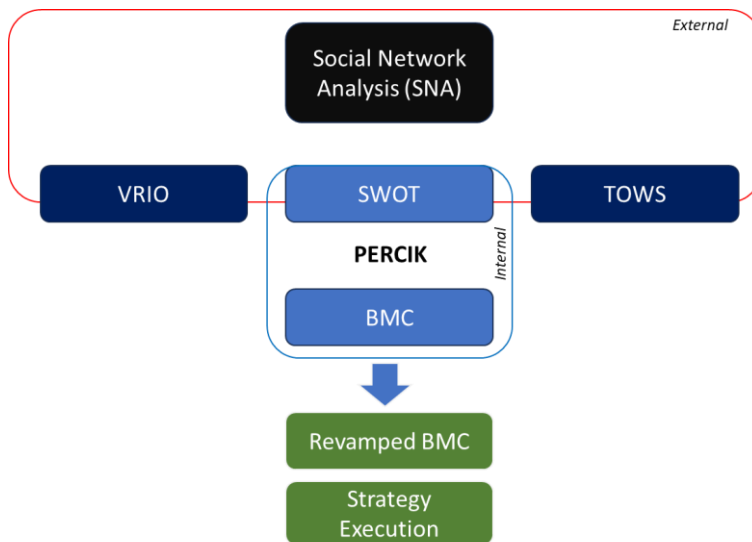 External
Social Network
Analysis (SNA)
VRIO
SWOT
TOWS
PERCIK
Internal
BMC
Revamped BMC
Strategy
Execution